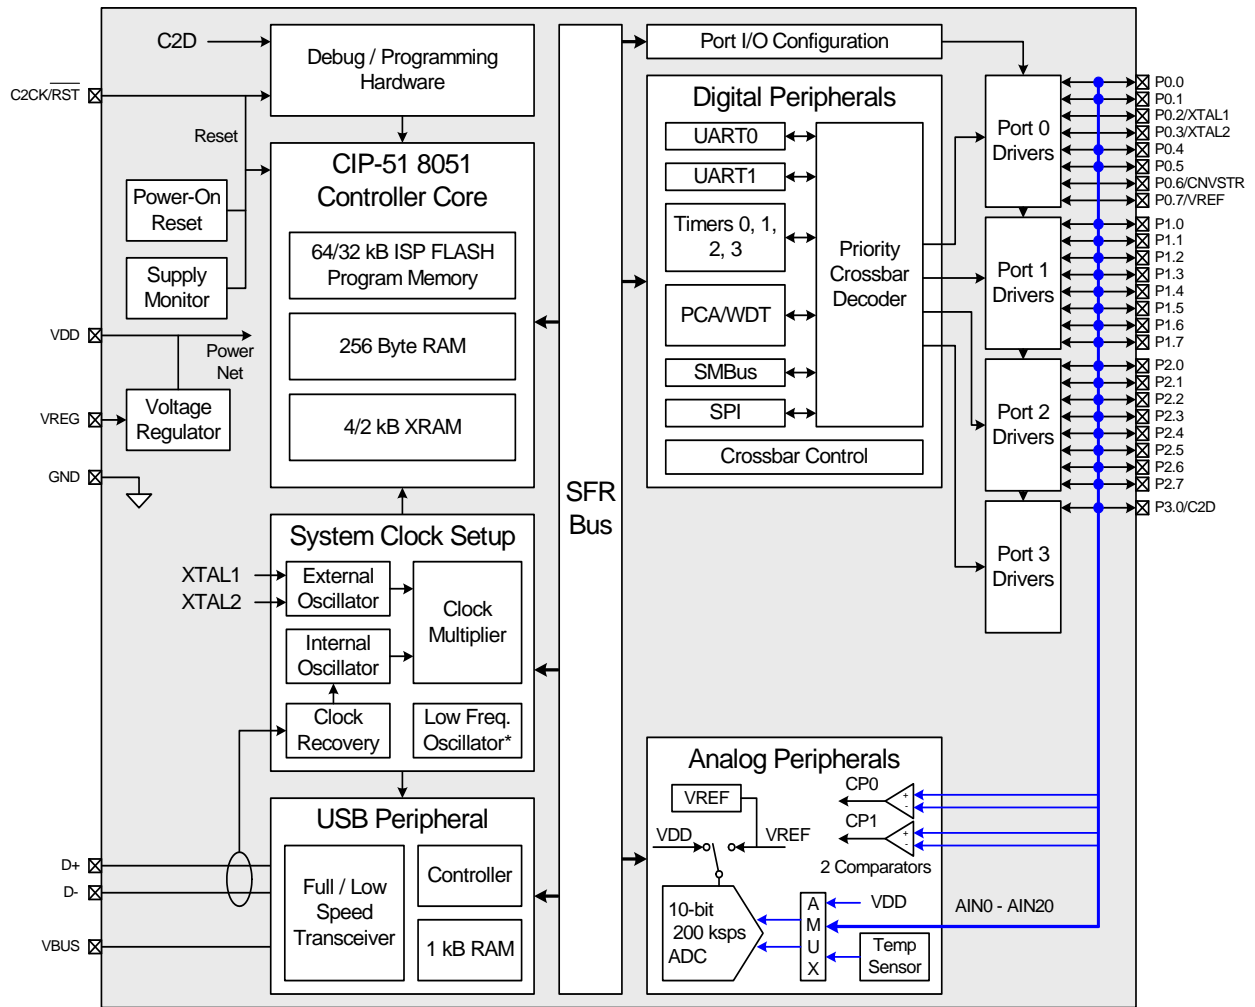 C2D
C2CK/RST
Debug / Programming
Hardware
Reset
Power-On
Reset
Supply
Monitor
VDD
Power
Net
VREG
Voltage
Regulator
GND
CIP-51 8051
Controller Core
64/32 kB ISP FLASH
Program Memory
256 Byte RAM
4/2 kB XRAM
System Clock Setup
XTAL1
XTAL2
External
Oscillator
Internal
Oscillator
Clock
Multiplier
Clock
Recovery
Low Freq.
Oscillator*
USB Peripheral
D+
D-
VBUS
Full / Low
Speed
Transceiver
Controller
1 kB RAM
SFR
Bus
Port I/O Configuration
Digital Peripherals
UART0
UART1
Timers 0, 1,
2, 3
PCA/WDT
SMBus
SPI
Priority
Crossbar
Decoder
Crossbar Control
Port 0
Drivers
Port 1
Drivers
Port 2
Drivers
Port 3
Drivers
P0.0
P0.1
P0.2/XTAL1
P0.3/XTAL2
P0.4
P0.5
P0.6/CNVSTR
P0.7/VREF
P1.0
P1.1
P1.2
P1.3
P1.4
P1.5
P1.6
P1.7
P2.0
P2.1
P2.2
P2.3
P2.4
P2.5
P2.6
P2.7
P3.0/C2D
Analog Peripherals
VREF
VDD
VREF
CP0
+
-
CP1
+
-
2 Comparators
10-bit
200 ksps
ADC
A
M
U
X
VDD
AIN0 - AIN20
Temp
Sensor